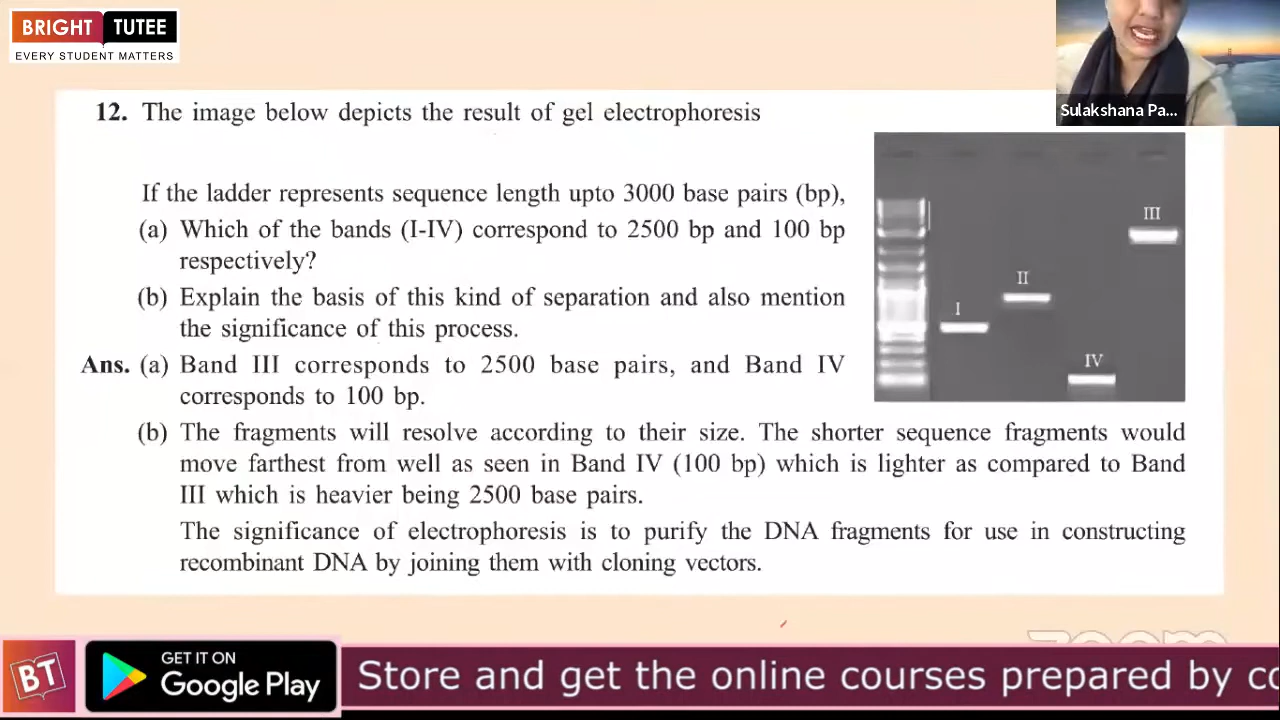 BRIGHT TUTEE
EVERY STUDENT MATTERS
Sulakshana Pa...
12. The image below depicts the result of gel electrophoresis
If the ladder represents sequence length upto 3000 base pairs (bp),
(a) Which of the bands (I-IV) correspond to 2500 bp and 100 bp
respectively?
(b) Explain the basis of this kind of separation and also mention
the significance of this process.
III
II
I
IV
Ans. (a) Band III corresponds to 2500 base pairs, and Band IV
corresponds to 100 bp.
(b) The fragments will resolve according to their size. The shorter sequence fragments would
move farthest from well as seen in Band IV (100 bp) which is lighter as compared to Band
III which is heavier being 2500 base pairs.
The significance of electrophoresis is to purify the DNA fragments for use in constructing
recombinant DNA by joining them with cloning vectors.
zoom
BT
GET IT ON
Google Play
Store and get the online courses prepared by co